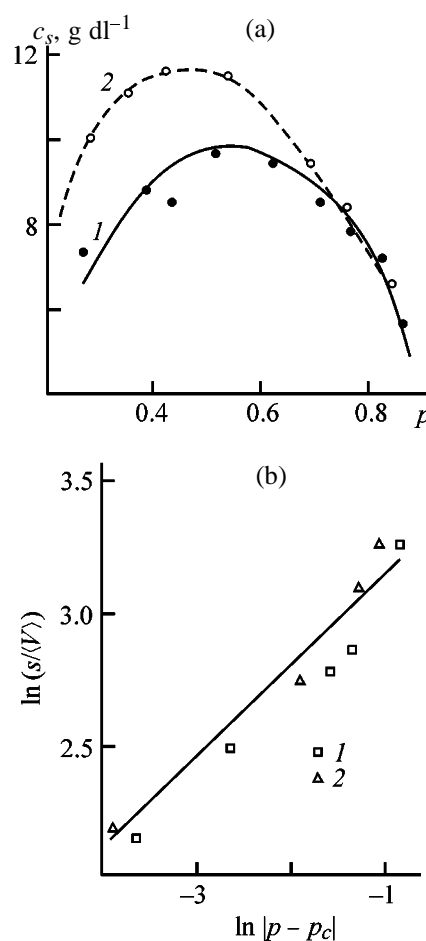 (a)
c_s, g dl⁻¹
12
2
8
1
0.4 0.6 0.8 p
(b)
3.5
3.0
2.5
ln (s/⟨V⟩)
1
2
−3 −1
ln |p − p_c|